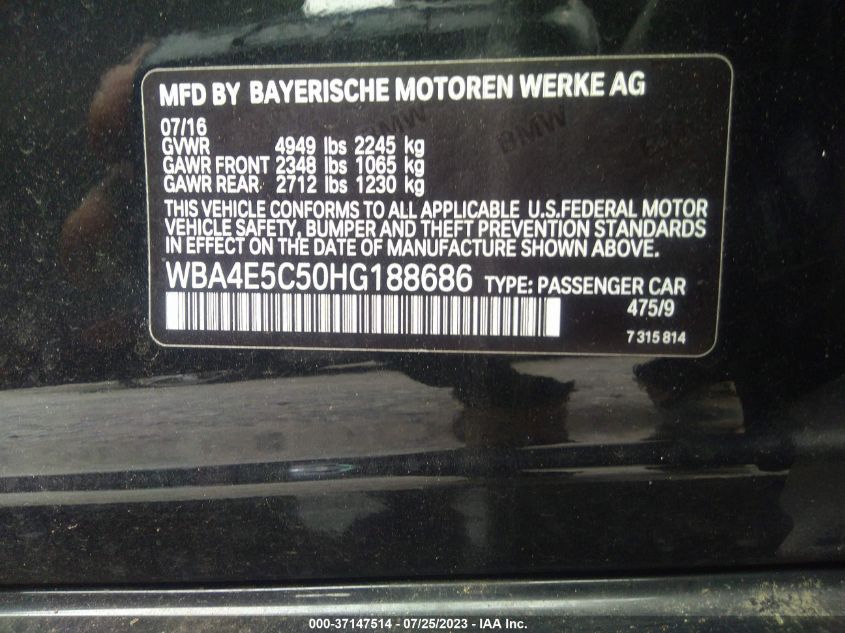 MFD BY BAYERISCHE MOTOREN WERKE AG
07/16
GVWR 4949 lbs 2245 kg
GAWR FRONT 2348 lbs 1065 kg
GAWR REAR 2712 lbs 1230 kg
THIS VEHICLE CONFORMS TO ALL APPLICABLE U.S.FEDERAL MOTOR
VEHICLE SAFETY, BUMPER AND THEFT PREVENTION STANDARDS
IN EFFECT ON THE DATE OF MANUFACTURE SHOWN ABOVE.
WBA4E5C50HG188686 TYPE: PASSENGER CAR
475/9
7 315 814
BMW
BMW
000-37147514 / 07/25/2023 - IAA Inc.